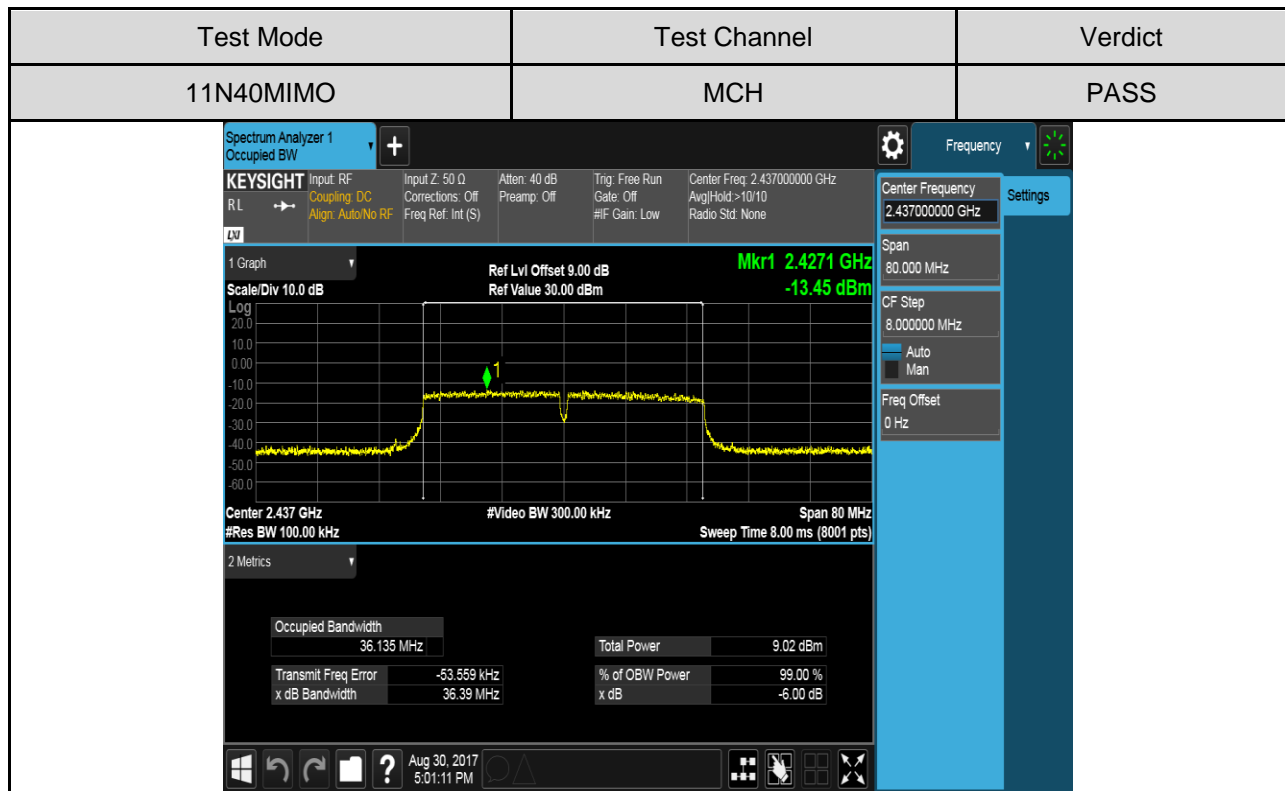 Test Mode Test Channel Verdict
11N40MIMO MCH PASS
Spectrum Analyzer 1
Occupied BW
+
Frequency
KEYSIGHT
RL
LXI
Input: RF
Coupling: DC
Align: Auto/No RF
Input Z: 50 Ω
Corrections: Off
Freq Ref: Int (S)
Atten: 40 dB
Preamp: Off
Trig: Free Run
Gate: Off
#IF Gain: Low
Center Freq: 2.437000000 GHz
Avg|Hold:>10/10
Radio Std: None
Center Frequency
2.437000000 GHz
Settings
Span
80.000 MHz
CF Step
8.000000 MHz
Auto
Man
Freq Offset
0 Hz
1 Graph
Scale/Div 10.0 dB
Ref Lvl Offset 9.00 dB
Ref Value 30.00 dBm
Mkr1 2.4271 GHz
-13.45 dBm
Log
20.0
10.0
0.00
-10.0
-20.0
-30.0
-40.0
-50.0
-60.0
1
Center 2.437 GHz #Video BW 300.00 kHz Span 80 MHz
#Res BW 100.00 kHz Sweep Time 8.00 ms (8001 pts)
2 Metrics
Occupied Bandwidth
36.135 MHz
Total Power 9.02 dBm
Transmit Freq Error -53.559 kHz
% of OBW Power 99.00 %
x dB Bandwidth 36.39 MHz
x dB -6.00 dB
?
Aug 30, 2017
5:01:11 PM